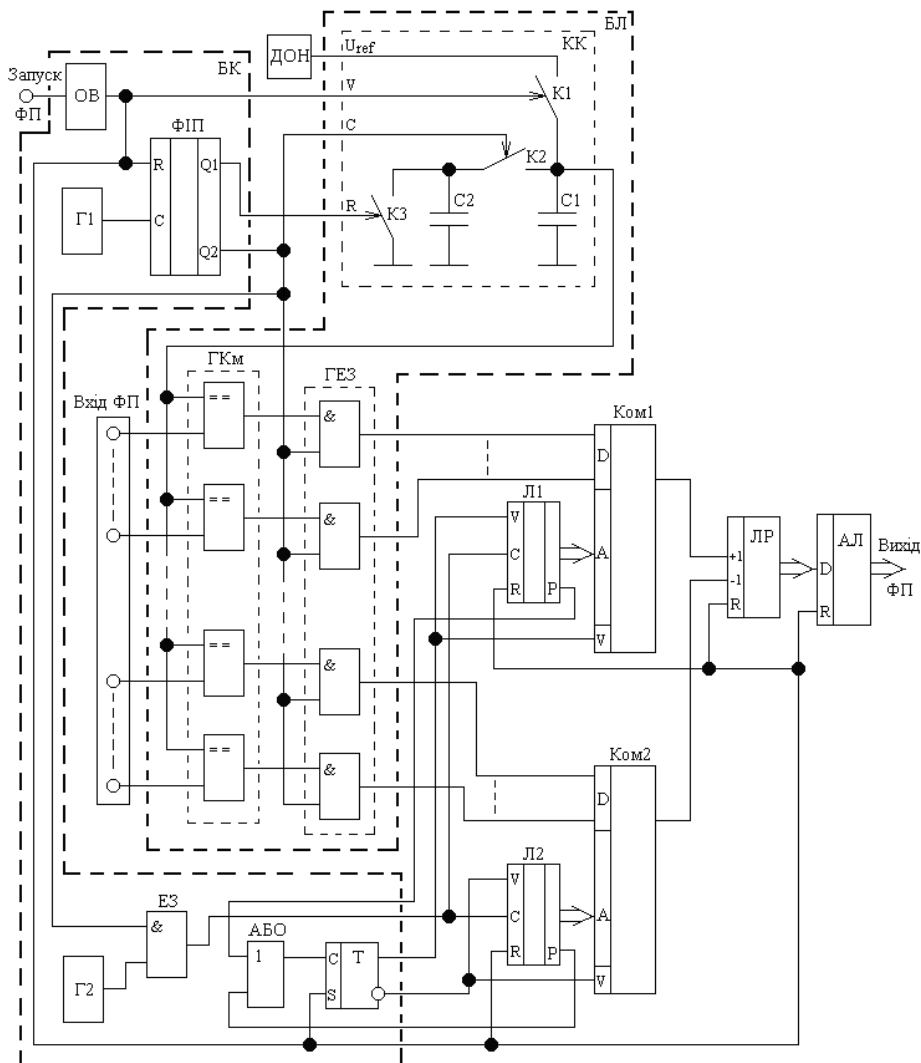 БЛ
КК
U_ref
ДОН
БК
Запуск
ОВ
ФП
V
К1
ФІП
C
К2
R
Q1
Г1
C
R
К3
C2
C1
Q2
ГКм
ГЕЗ
Вхід ФП
==
&
Ком1
D
==
&
Л1
V
ЛР
АЛ
Вихід
C
A
+1
D
-1
ФП
R
P
R
R
==
&
V
==
&
Ком2
D
Л2
V
ЕЗ
&
АБО
C
A
1
C
T
R
P
Г2
S
V